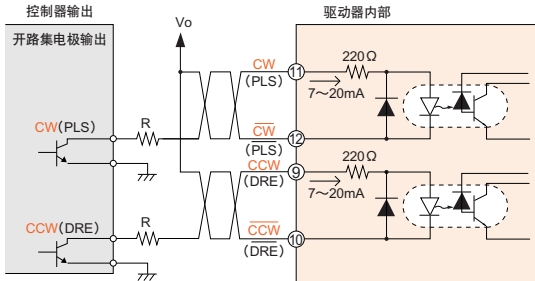 控制器输出
驱动器内部
开路集电极输出
Vo
CW
(PLS)
11
220Ω
7～20mA
CW(PLS)
R
CW
(PLS)
12
CCW
(DRE)
9
220Ω
7～20mA
CCW(DRE)
R
CCW
(DRE)
10